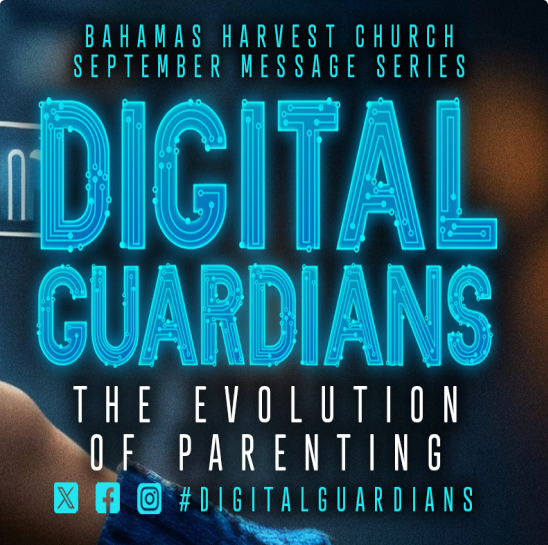 BAHAMAS HARVEST CHURCH
SEPTEMBER MESSAGE SERIES
DIGITAL
GUARDIANS
THE EVOLUTION
OF PARENTING
#DIGITALGUARDIANS